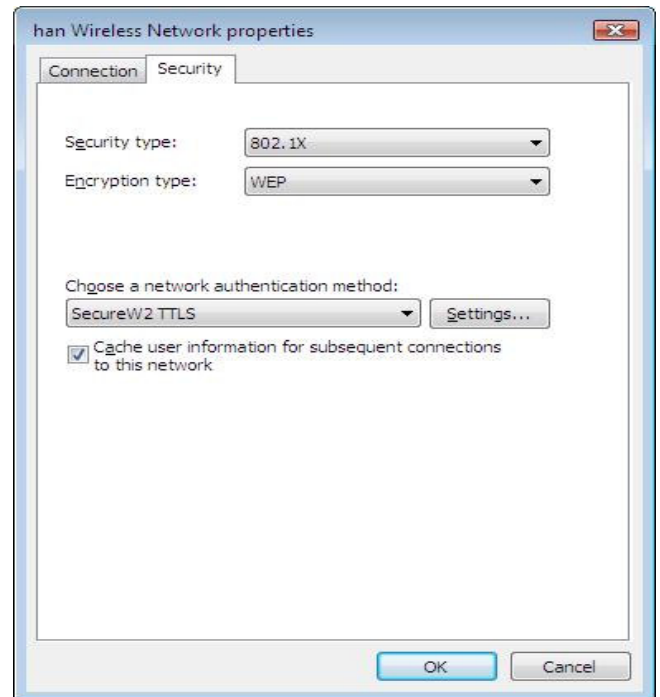 han Wireless Network properties
Connection Security
Security type: 802.1X
Encryption type: WEP
Choose a network authentication method:
SecureW2 TTLS Settings...
Cache user information for subsequent connections
to this network
OK Cancel